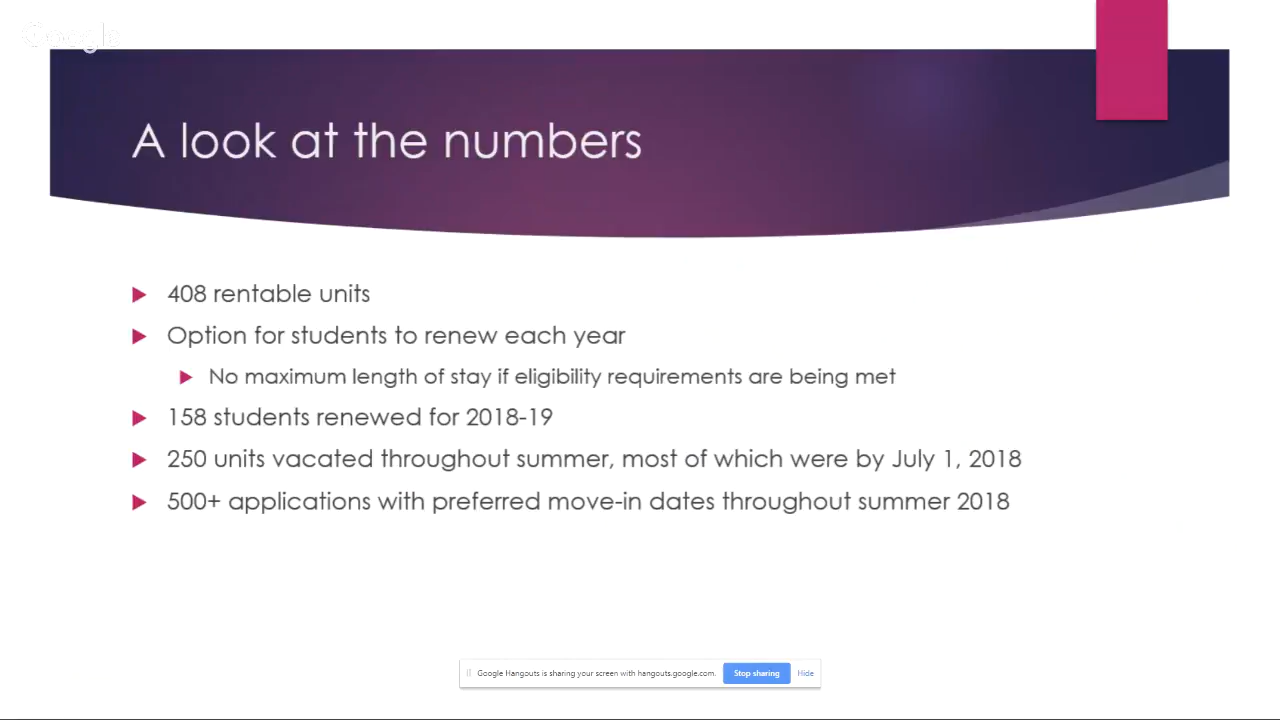 Google
A look at the numbers
408 rentable units
Option for students to renew each year
No maximum length of stay if eligibility requirements are being met
158 students renewed for 2018-19
250 units vacated throughout summer, most of which were by July 1, 2018
500+ applications with preferred move-in dates throughout summer 2018
Google Hangouts is sharing your screen with hangouts.google.com. Stop sharing Hide